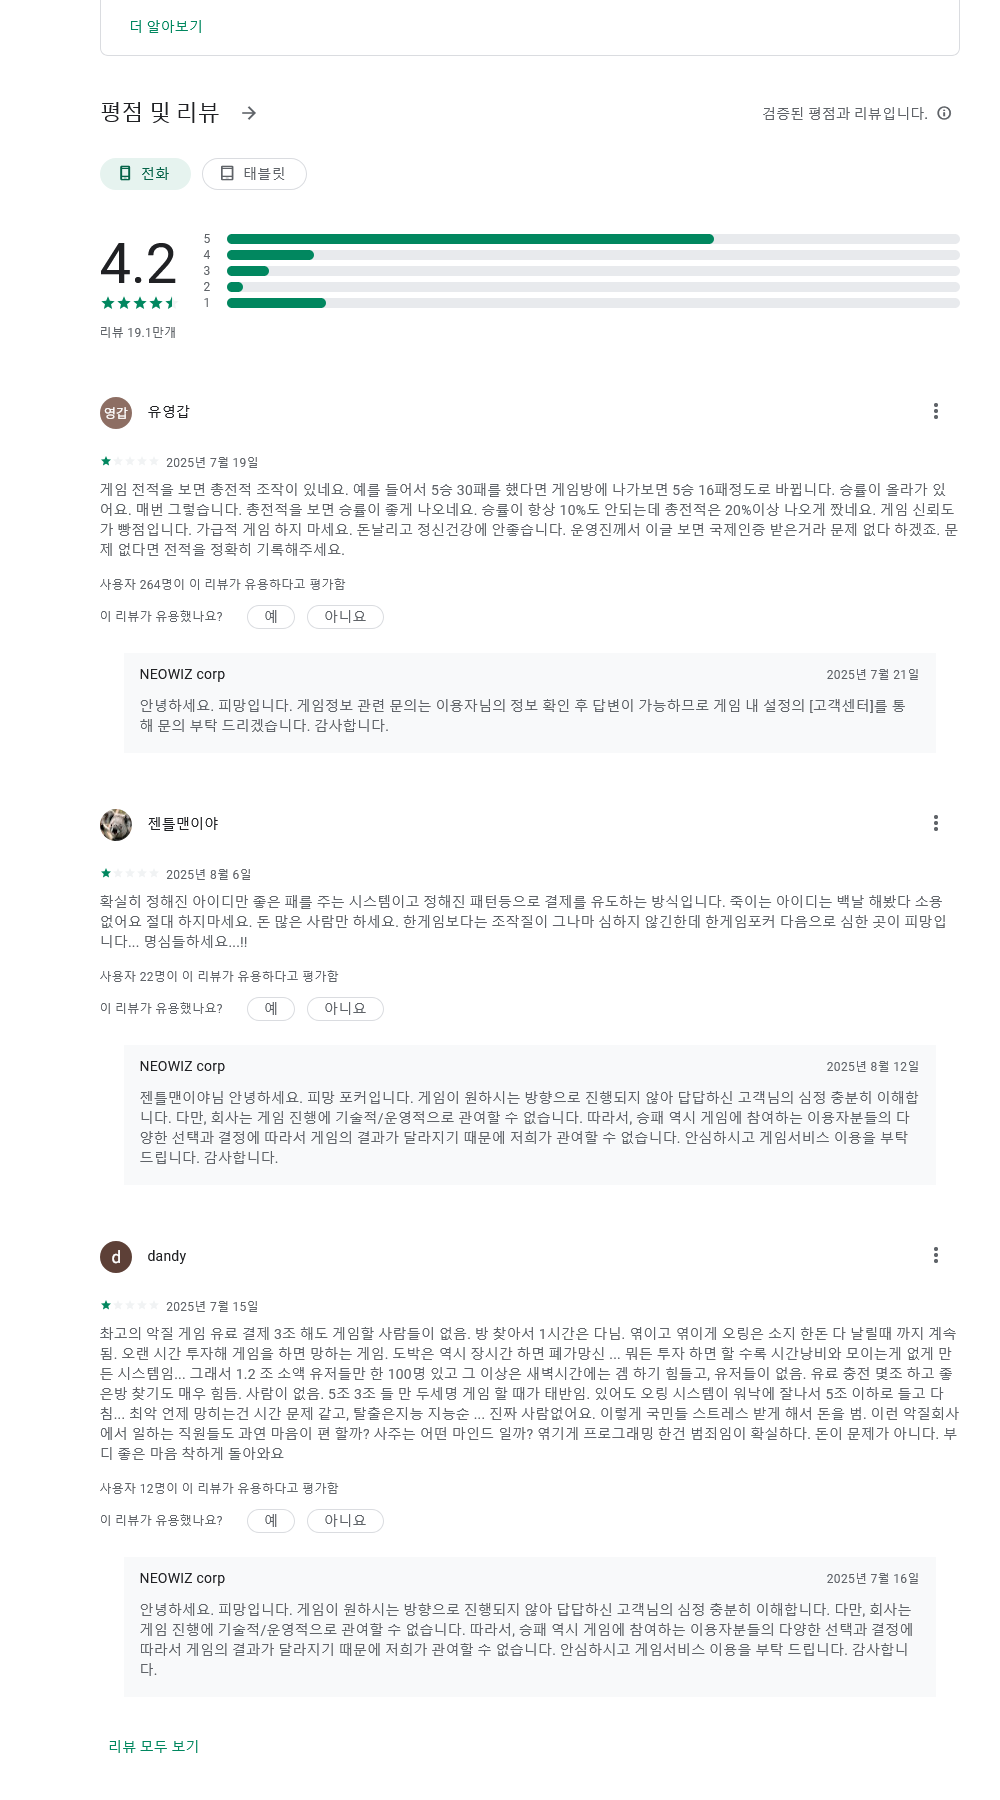 더 알아보기
평점 및 리뷰
검증된 평점과 리뷰입니다.
전화
태블릿
4.2
5
4
3
2
1
리뷰 19.1만개
영갑
유영갑
2025년 7월 19일
게임 전적을 보면 총전적 조작이 있네요. 예를 들어서 5승 30패를 했다면 게임방에 나가보면 5승 16패정도로 바뀝니다. 승률이 올라가 있
어요. 매번 그렇습니다. 총전적을 보면 승률이 좋게 나오네요. 승률이 항상 10%도 안되는데 총전적은 20%이상 나오게 짰네요. 게임 신뢰도
가 빵점입니다. 가급적 게임 하지 마세요. 돈날리고 정신건강에 안좋습니다. 운영진께서 이글 보면 국제인증 받은거라 문제 없다 하겠죠. 문
제 없다면 전적을 정확히 기록해주세요.
사용자 264명이 이 리뷰가 유용하다고 평가함
이 리뷰가 유용했나요?
예
아니요
NEOWIZ corp
2025년 7월 21일
안녕하세요. 피망입니다. 게임정보 관련 문의는 이용자님의 정보 확인 후 답변이 가능하므로 게임 내 설정의 [고객센터]를 통
해 문의 부탁 드리겠습니다. 감사합니다.
젠틀맨이야
2025년 8월 6일
확실히 정해진 아이디만 좋은 패를 주는 시스템이고 정해진 패턴등으로 결제를 유도하는 방식입니다. 죽이는 아이디는 백날 해봤다 소용
없어요 절대 하지마세요. 돈 많은 사람만 하세요. 한게임보다는 조작질이 그나마 심하지 않긴한데 한게임포커 다음으로 심한 곳이 피망입
니다... 명심들하세요...!!
사용자 22명이 이 리뷰가 유용하다고 평가함
이 리뷰가 유용했나요?
예
아니요
NEOWIZ corp
2025년 8월 12일
젠틀맨이야님 안녕하세요. 피망 포커입니다. 게임이 원하시는 방향으로 진행되지 않아 답답하신 고객님의 심정 충분히 이해합
니다. 다만, 회사는 게임 진행에 기술적/운영적으로 관여할 수 없습니다. 따라서, 승패 역시 게임에 참여하는 이용자분들의 다
양한 선택과 결정에 따라서 게임의 결과가 달라지기 때문에 저희가 관여할 수 없습니다. 안심하시고 게임서비스 이용을 부탁
드립니다. 감사합니다.
d
dandy
2025년 7월 15일
촤고의 악질 게임 유료 결제 3조 해도 게임할 사람들이 없음. 방 찾아서 1시간은 다님. 엮이고 엮이게 오링은 소지 한돈 다 날릴때 까지 계속
됨. 오랜 시간 투자해 게임을 하면 망하는 게임. 도박은 역시 장시간 하면 폐가망신 ... 뭐든 투자 하면 할 수록 시간낭비와 모이는게 없게 만
든 시스템임... 그래서 1.2 조 소액 유저들만 한 100명 있고 그 이상은 새벽시간에는 겜 하기 힘들고, 유저들이 없음. 유료 충전 몇조 하고 좋
은방 찾기도 매우 힘듬. 사람이 없음. 5조 3조 들 만 두세명 게임 할 때가 태반임. 있어도 오링 시스템이 워낙에 잘나서 5조 이하로 들고 다
침... 최악 언제 망히는건 시간 문제 같고, 탈출은지능 지능순 ... 진짜 사람없어요. 이렇게 국민들 스트레스 받게 해서 돈을 범. 이런 악질회사
에서 일하는 직원들도 과연 마음이 편 할까? 사주는 어떤 마인드 일까? 엮기게 프로그래밍 한건 범죄임이 확실하다. 돈이 문제가 아니다. 부
디 좋은 마음 착하게 돌아와요
사용자 12명이 이 리뷰가 유용하다고 평가함
이 리뷰가 유용했나요?
예
아니요
NEOWIZ corp
2025년 7월 16일
안녕하세요. 피망입니다. 게임이 원하시는 방향으로 진행되지 않아 답답하신 고객님의 심정 충분히 이해합니다. 다만, 회사는
게임 진행에 기술적/운영적으로 관여할 수 없습니다. 따라서, 승패 역시 게임에 참여하는 이용자분들의 다양한 선택과 결정에
따라서 게임의 결과가 달라지기 때문에 저희가 관여할 수 없습니다. 안심하시고 게임서비스 이용을 부탁 드립니다. 감사합니
다.
리뷰 모두 보기